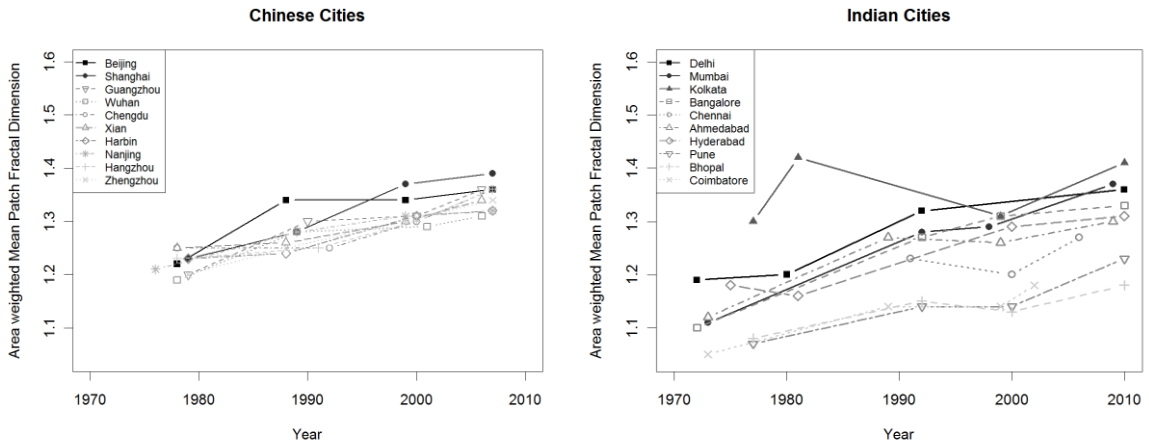 Chinese Cities
Area weighted Mean Patch Fractal Dimension
1.6
1.5
1.4
1.3
1.2
1.1
Beijing
Shanghai
Guangzhou
Wuhan
Chengdu
Xian
Harbin
Nanjing
Hangzhou
Zhengzhou
1970 1980 1990 2000 2010
Year
Indian Cities
Area weighted Mean Patch Fractal Dimension
1.6
1.5
1.4
1.3
1.2
1.1
Delhi
Mumbai
Kolkata
Bangalore
Chennai
Ahmedabad
Hyderabad
Pune
Bhopal
Coimbatore
1970 1980 1990 2000 2010
Year